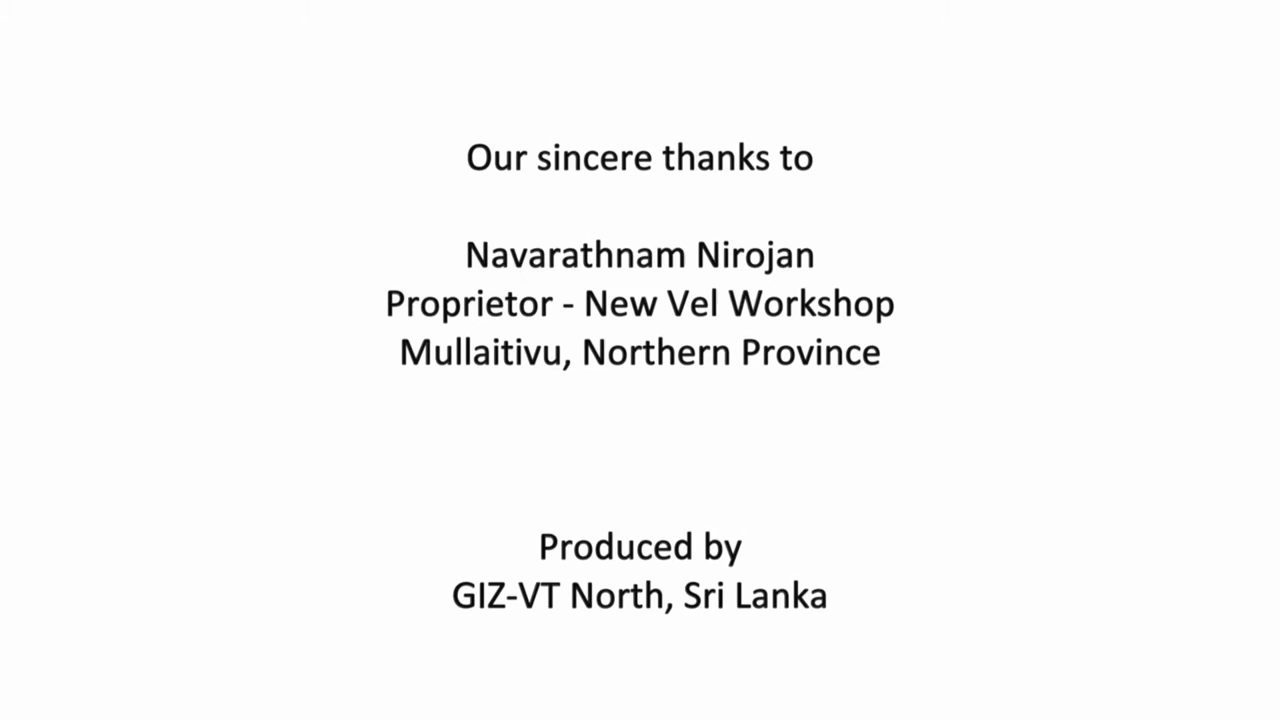 Our sincere thanks to
Navarathnam Nirojan
Proprietor - New Vel Workshop
Mullaitivu, Northern Province
Produced by
GIZ-VT North, Sri Lanka